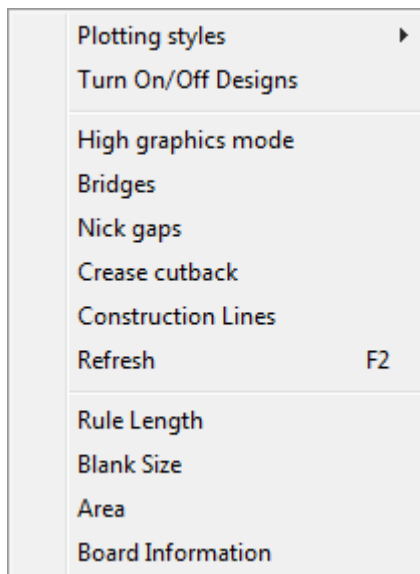 Plotting styles
Turn On/Off Designs
High graphics mode
Bridges
Nick gaps
Crease cutback
Construction Lines
Refresh F2
Rule Length
Blank Size
Area
Board Information